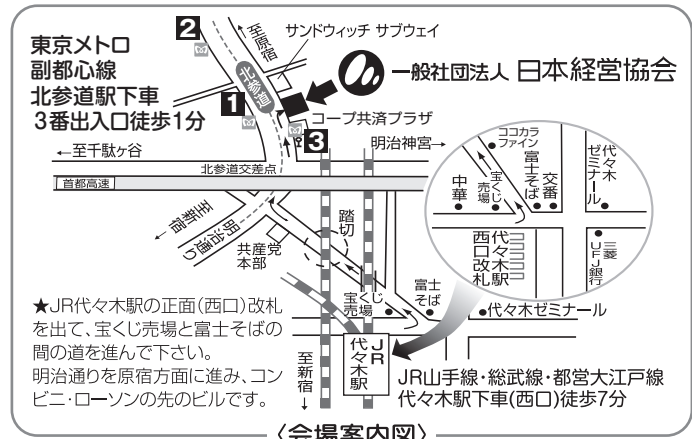 2
至原宿
サンドウィッチ サブウェイ
東京メトロ
副都心線
北参道駅下車
3番出入口徒歩1分
北参道
一般社団法人 日本経営協会
1
コープ共済プラザ
3
←至千駄ヶ谷
明治神宮→
北参道交差点
首都高速
至新宿
明治通り
共産党
本部
踏切
宝くじ
売場
富士
そば
ココカラ
ファイン
代々木
ゼミナール
中華
宝くじ
売場
富士そば
交番
代々木駅
西口改札
三菱
UFJ銀行
代々木ゼミナール
★JR代々木駅の正面(西口)改札
を出て、宝くじ売場と富士そばの
間の道を進んで下さい。
明治通りを原宿方面に進み、コン
ビニ・ローソンの先のビルです。
至新宿
JR
代々木駅
JR山手線・総武線・都営大江戸線
代々木駅下車(西口)徒歩7分
〈会場案内図〉